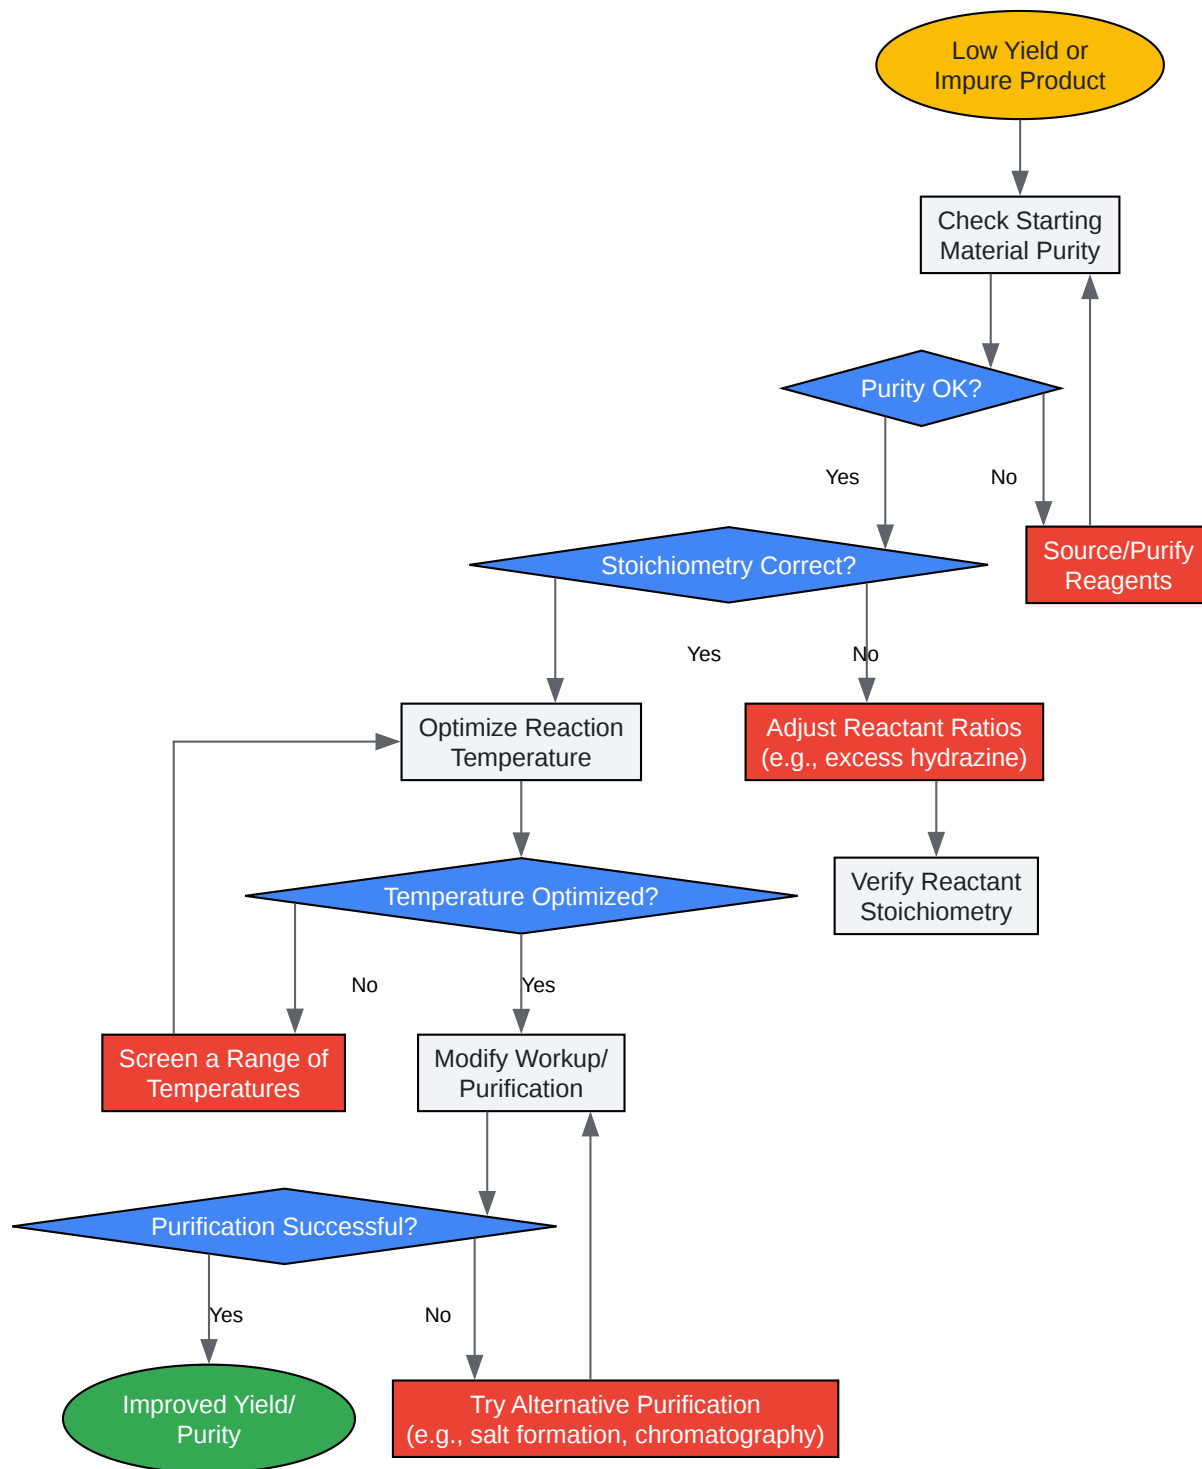 Low Yield or
Impure Product
Check Starting
Material Purity
Purity OK?
Yes
No
Stoichiometry Correct?
Source/Purify
Reagents
Yes
No
Optimize Reaction
Temperature
Adjust Reactant Ratios
(e.g., excess hydrazine)
Temperature Optimized?
Verify Reactant
Stoichiometry
No
Yes
Screen a Range of
Temperatures
Modify Workup/
Purification
Purification Successful?
Yes
No
Improved Yield/
Purity
Try Alternative Purification
(e.g., salt formation, chromatography)